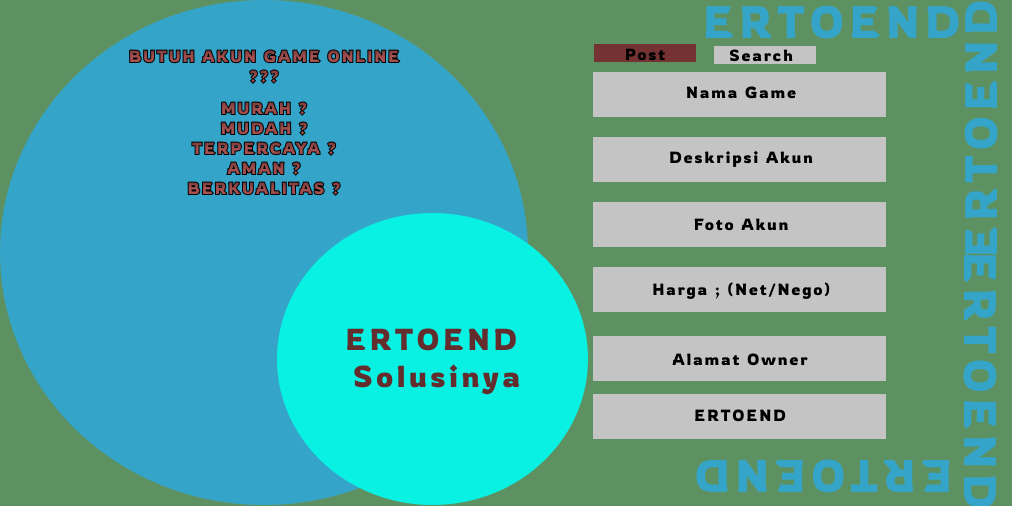 BUTUH AKUN GAME ONLINE
???
MURAH ?
MUDAH ?
TERPERCAYA ?
AMAN ?
BERKUALITAS ?
ERTOEND
Solusinya
ERTOEND
Post
Search
Nama Game
Deskripsi Akun
Foto Akun
Harga ; (Net/Nego)
Alamat Owner
ERTOEND
ERTOEND
ERTOEND
ERTOEND